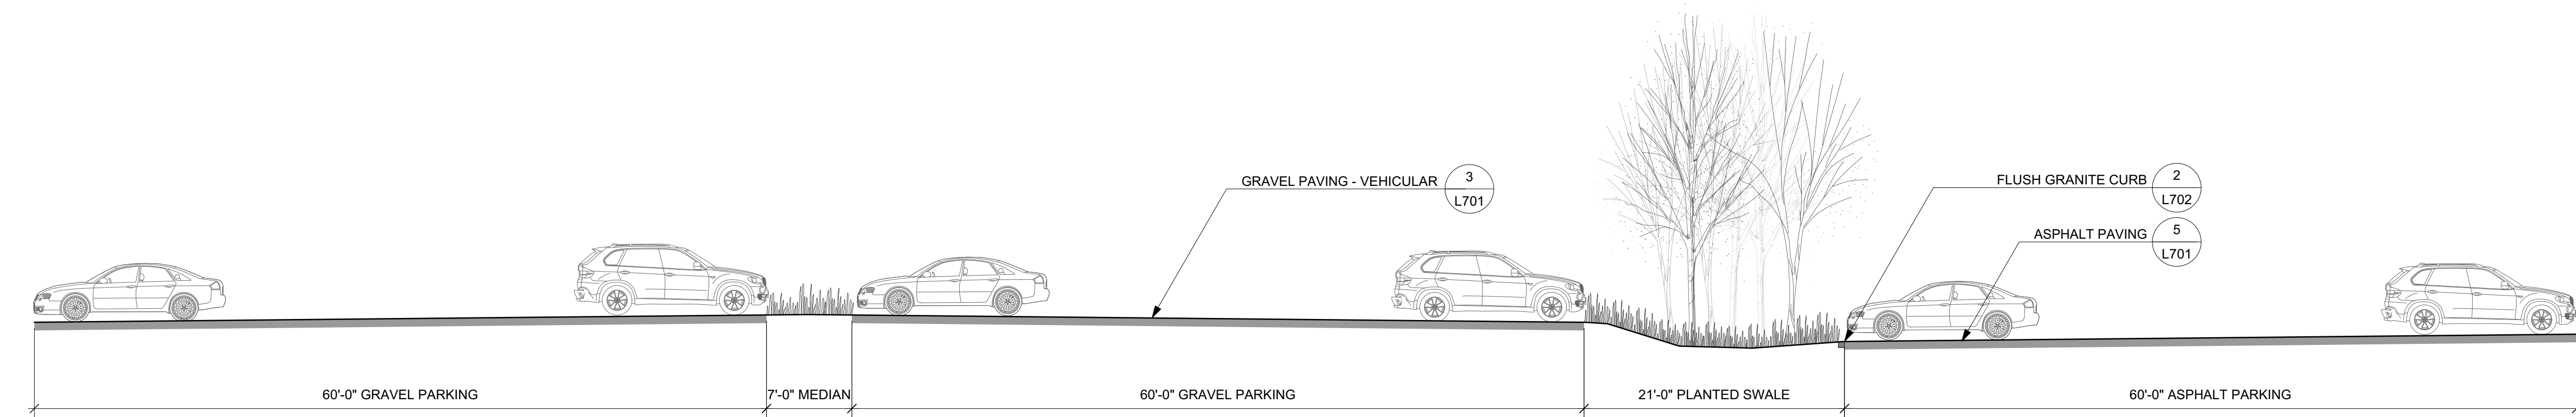 GRAVEL PAVING - VEHICULAR
3
L701
FLUSH GRANITE CURB
2
L702
ASPHALT PAVING
5
L701
60'-0" GRAVEL PARKING
7'-0" MEDIAN
60'-0" GRAVEL PARKING
21'-0" PLANTED SWALE
60'-0" ASPHALT PARKING